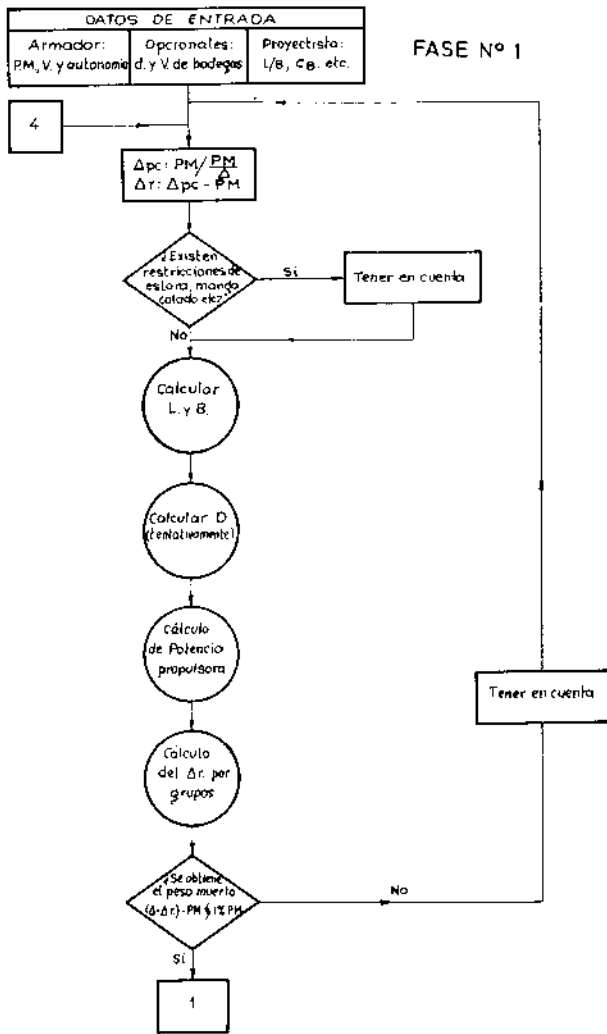 DATOS DE ENTRADA
Armador:
P.M., V. y autonomía
Opcionales:
d. y V. de bodegas
Proyectista:
L/B, CB. etc.
FASE Nº 1
4
Δpc: PM/ PM/Δ
Δr: Δpc - PM
¿Existen
restricciones de
eslora, manga
calado etc?
Sí
Tener en cuenta
No
Calcular
L. y B.
Calcular D
(tentativamente)
Cálculo
de Potencia
propulsora
Tener en cuenta
Cálculo
del Δr. por
grupos
¿Se obtiene
el peso muerto
(Δ-Δr.)-PM ≮ 1% PM
No
Sí
1